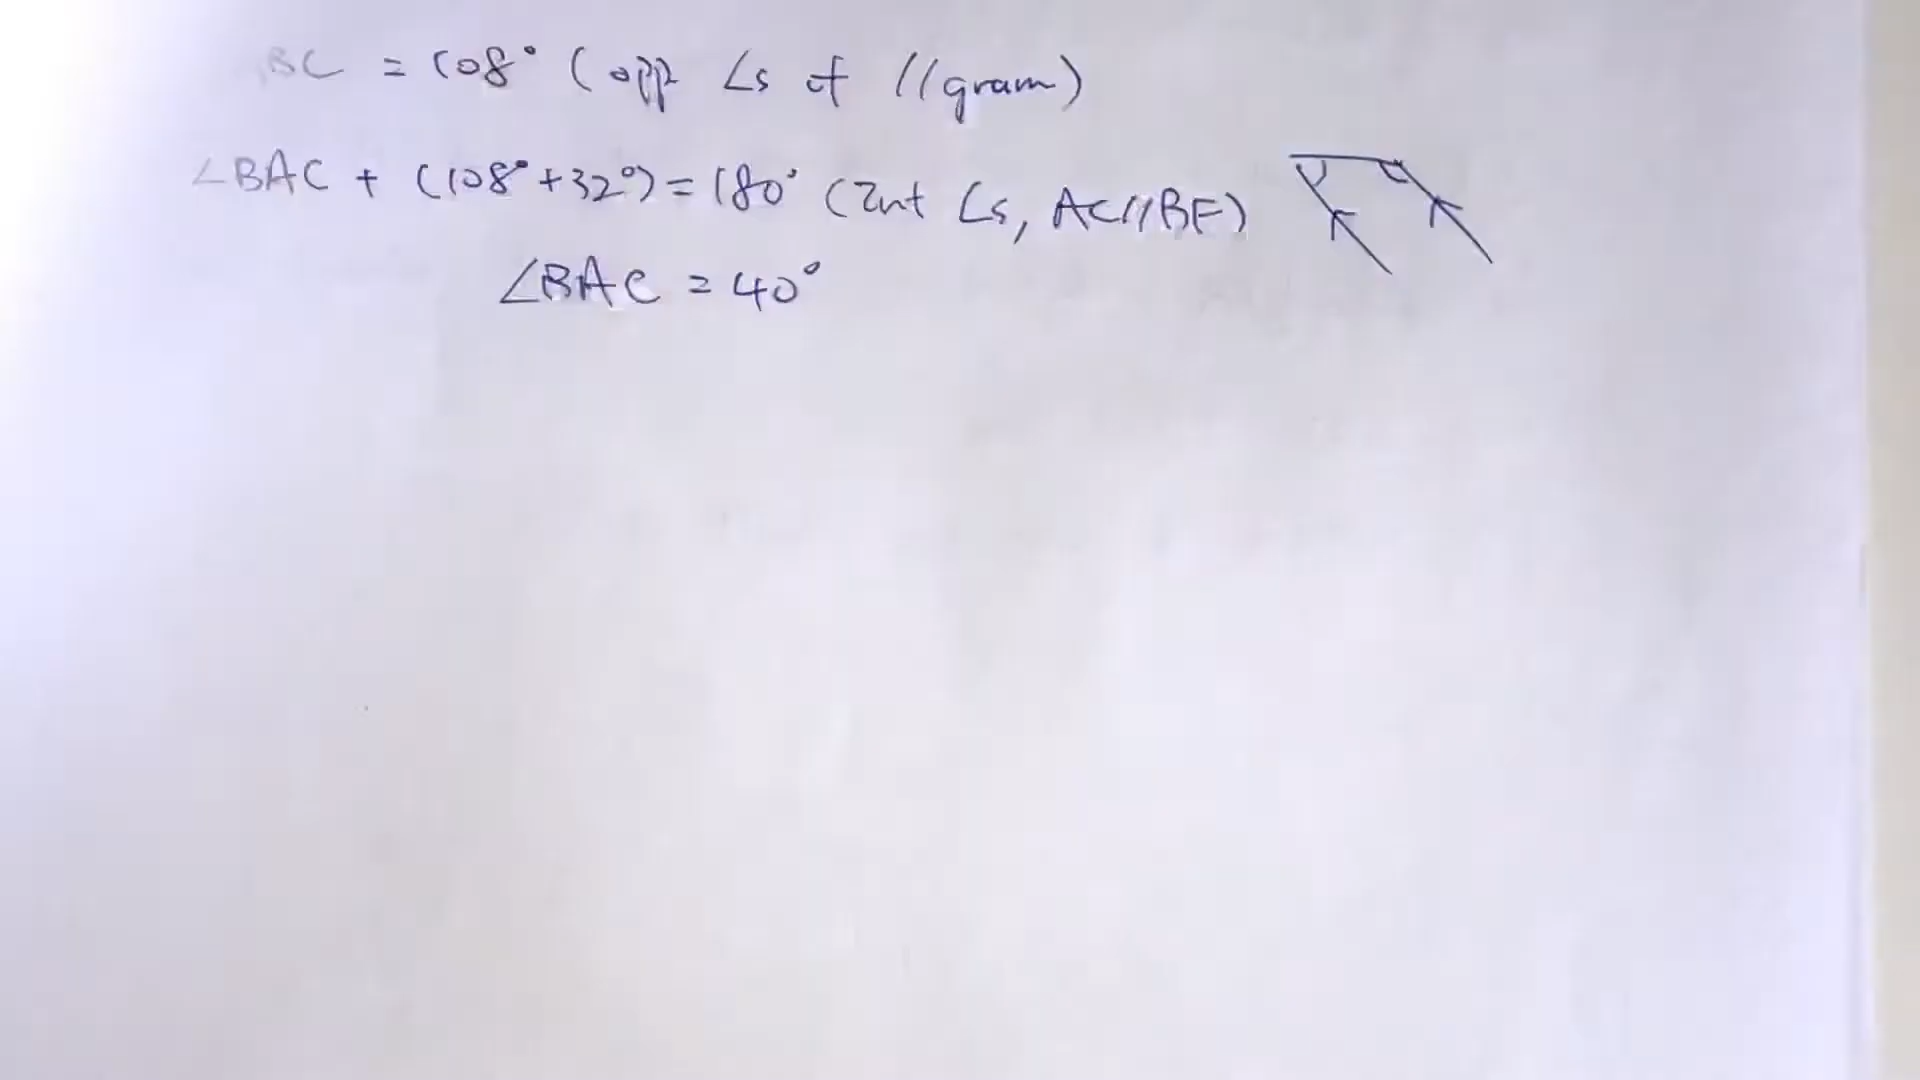 BC = 108° (opp ∠s of //gram)
∠BAC + (108° + 32°) = 180° (Int ∠s, AC//BF)
∠BAC = 40°